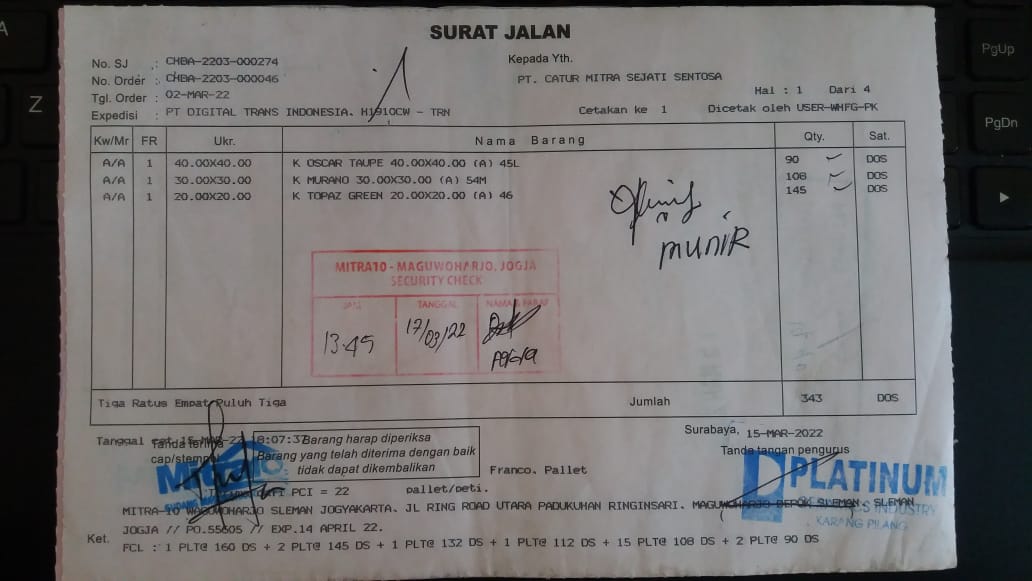 SURAT JALAN
No. SJ : CHBA-2203-000274
No. Order : CHBA-2203-000046
Tgl. Order : 02-MAR-22
Expedisi : PT DIGITAL TRANS INDONESIA. H1910CW - TRN
Kepada Yth.
PT. CATUR MITRA SEJATI SENTOSA
Hal : 1 Dari 4
Cetakan ke 1 Dicetak oleh USER-WHFG-PK
Kw/Mr FR Ukr. Nama Barang Qty. Sat.
A/A 1 40.00X40.00 K OSCAR TAUPE 40.00X40.00 (A) 45L 90 DOS
A/A 1 30.00X30.00 K MURANO 30.00X30.00 (A) 54M 108 DOS
A/A 1 20.00X20.00 K TOPAZ GREEN 20.00X20.00 (A) 46 145 DOS
MUNIR
MITRA10 - MAGUWOHARJO, JOGJA
SECURITY CHECK
JAM TANGGAL NAMA & PARAF
13.45 17/03/22
Tiga Ratus Empat Puluh Tiga Jumlah 343 DOS
Surabaya, 15-MAR-2022
Tanggal cet 15-MAR-22 18:07:37
Tanda terima
cap/stempel
Barang harap diperiksa
Barang yang telah diterima dengan baik
tidak dapat dikembalikan
Tanda tangan pengurus
Franco. Pallet
Mitra10
PLATINUM
CERAMICS INDUSTRY
KARANG PILANG
PCI = 22 pallet/peti.
MITRA 10 MAGUWOHARJO SLEMAN JOGYAKARTA. JL RING ROAD UTARA PADUKUHAN RINGINSARI. MAGUWOHARJO DEPOK SLEMAN - SLEMAN
JOGJA // PO.55605 // EXP.14 APRIL 22.
Ket.
FCL : 1 PLT@ 160 DS + 2 PLT@ 145 DS + 1 PLT@ 132 DS + 1 PLT@ 112 DS + 15 PLT@ 108 DS + 2 PLT@ 90 DS
A
Z
PgUp
PgDn